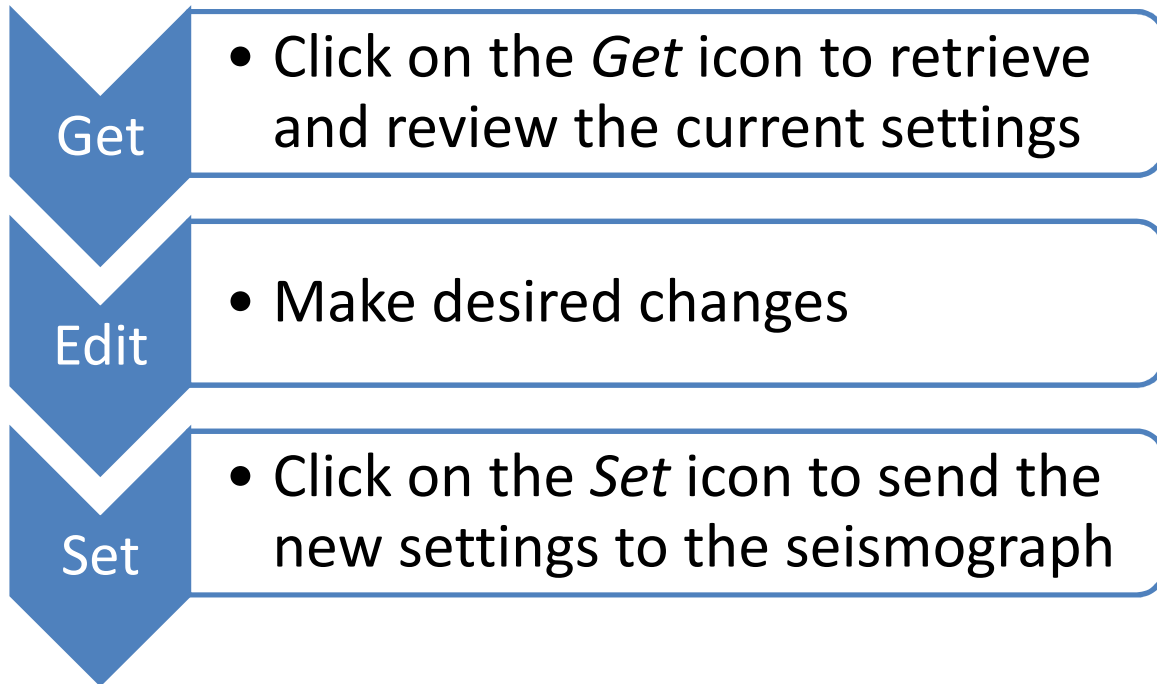 Get
• Click on the Get icon to retrieve
and review the current settings
Edit
• Make desired changes
Set
• Click on the Set icon to send the
new settings to the seismograph